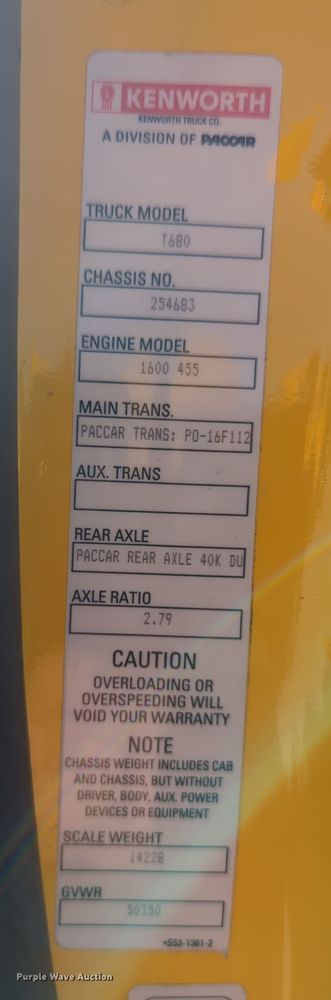 KENWORTH
KENWORTH TRUCK CO.
A DIVISION OF PACCAR
TRUCK MODEL
T680
CHASSIS NO.
254683
ENGINE MODEL
1600 455
MAIN TRANS.
PACCAR TRANS: PO-16F112
AUX. TRANS
REAR AXLE
PACCAR REAR AXLE 40K DU
AXLE RATIO
2.79
CAUTION
OVERLOADING OR
OVERSPEEDING WILL
VOID YOUR WARRANTY
NOTE
CHASSIS WEIGHT INCLUDES CAB
AND CHASSIS, BUT WITHOUT
DRIVER, BODY, AUX. POWER
DEVICES OR EQUIPMENT
SCALE WEIGHT
14228
GVWR
50350
*S53-1361-2
Purple Wave Auction